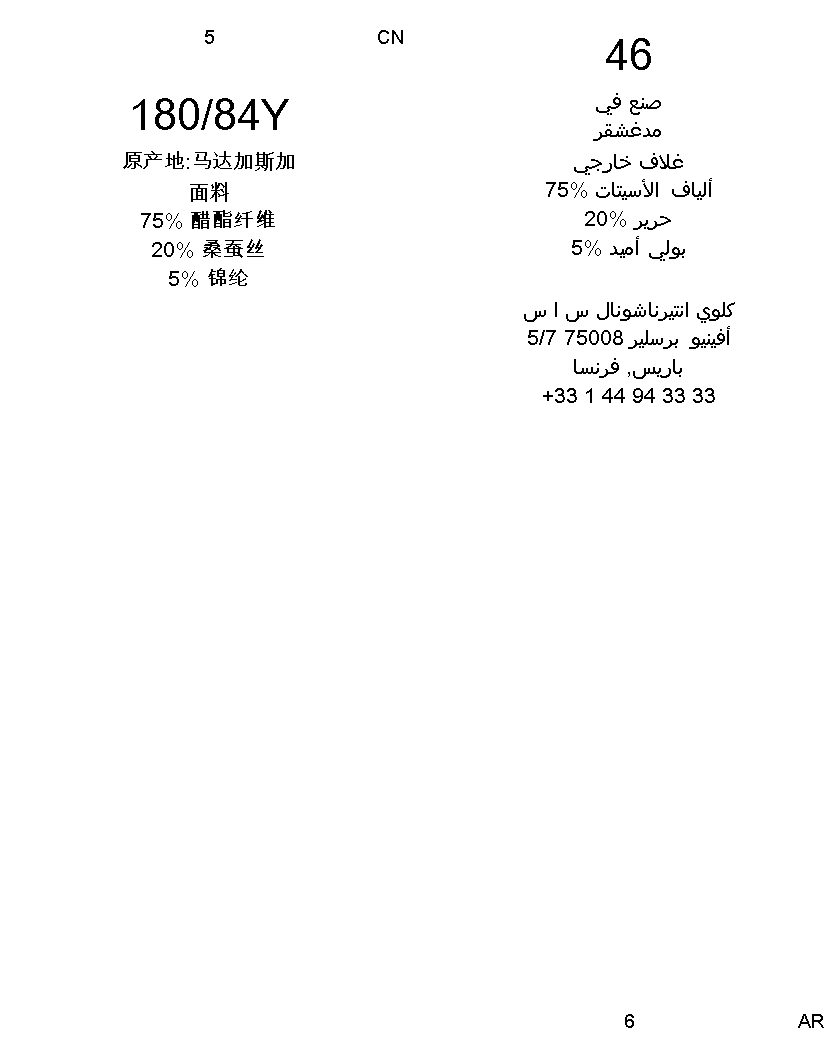 5
CN
180/84Y
原产地:马达加斯加
面料
75% 醋酯纤维
20% 桑蚕丝
5% 锦纶
46
صنع في
مدغشقر
غلاف خارجي
ألياف الأسيتات %75
حرير %20
بولي أميد %5
كلوي انتيرناشونال س ا س
أفينيو برسلير 75008 5/7
باريس, فرنسا
+33 1 44 94 33 33
6
AR